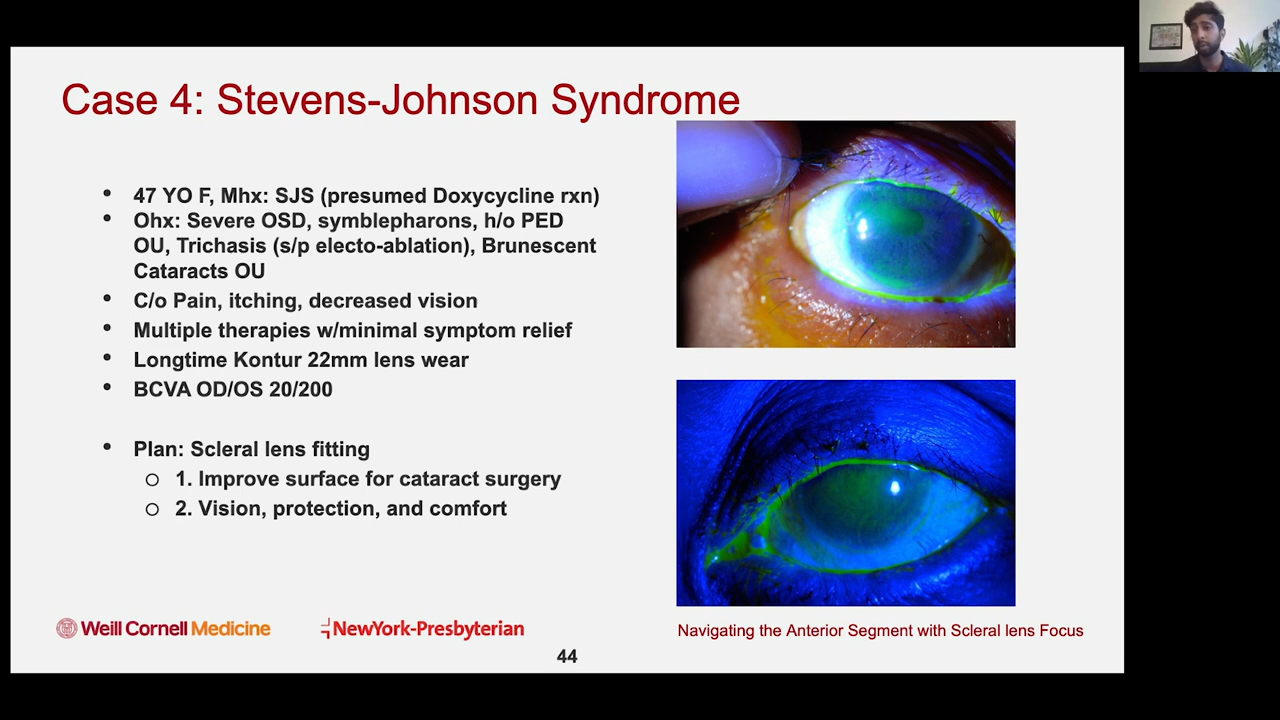 Case 4: Stevens-Johnson Syndrome
• 47 YO F, Mhx: SJS (presumed Doxycycline rxn)
• Ohx: Severe OSD, symblepharons, h/o PED
OU, Trichasis (s/p electo-ablation), Brunescent
Cataracts OU
• C/o Pain, itching, decreased vision
• Multiple therapies w/minimal symptom relief
• Longtime Kontur 22mm lens wear
• BCVA OD/OS 20/200
• Plan: Scleral lens fitting
○ 1. Improve surface for cataract surgery
○ 2. Vision, protection, and comfort
Weill Cornell Medicine
NewYork-Presbyterian
Navigating the Anterior Segment with Scleral lens Focus
44